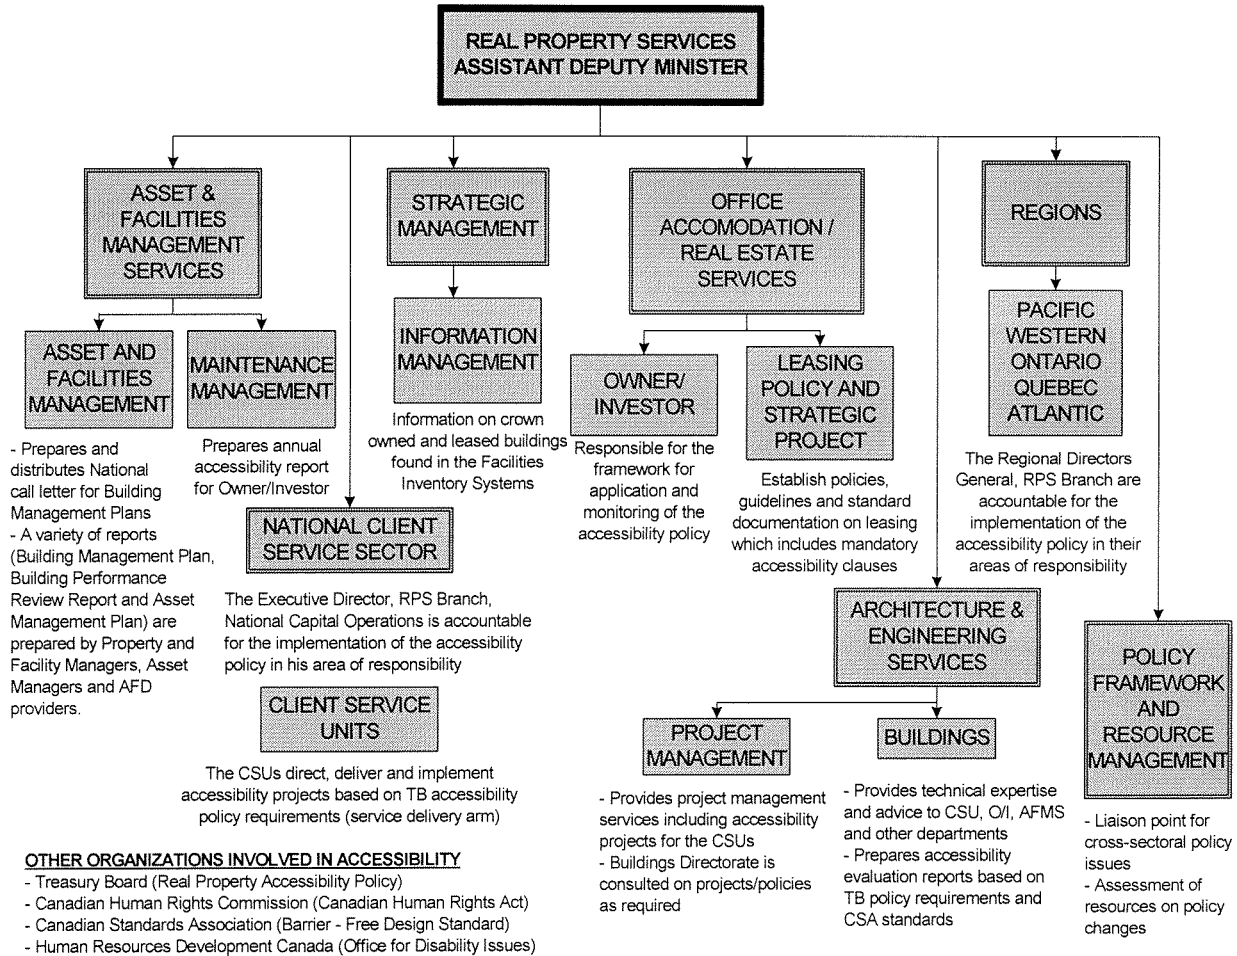 REAL PROPERTY SERVICES
ASSISTANT DEPUTY MINISTER
ASSET &
FACILITIES
MANAGEMENT
SERVICES
STRATEGIC
MANAGEMENT
OFFICE
ACCOMODATION /
REAL ESTATE
SERVICES
REGIONS
ASSET AND
FACILITIES
MANAGEMENT
- Prepares and
distributes National
call letter for Building
Management Plans
- A variety of reports
(Building Management Plan,
Building Performance
Review Report and Asset
Management Plan) are
prepared by Property and
Facility Managers, Asset
Managers and AFD
providers.
MAINTENANCE
MANAGEMENT
Prepares annual
accessibility report
for Owner/Investor
INFORMATION
MANAGEMENT
Information on crown
owned and leased buildings
found in the Facilities
Inventory Systems
OWNER/
INVESTOR
Responsible for the
framework for
application and
monitoring of the
accessibility policy
LEASING
POLICY AND
STRATEGIC
PROJECT
Establish policies,
guidelines and standard
documentation on leasing
which includes mandatory
accessibility clauses
PACIFIC
WESTERN
ONTARIO
QUEBEC
ATLANTIC
The Regional Directors
General, RPS Branch are
accountable for the
implementation of the
accessibility policy in their
areas of responsibility
NATIONAL CLIENT
SERVICE SECTOR
The Executive Director, RPS Branch,
National Capital Operations is accountable
for the implementation of the accessibility
policy in his area of responsibility
CLIENT SERVICE
UNITS
The CSUs direct, deliver and implement
accessibility projects based on TB accessibility
policy requirements (service delivery arm)
ARCHITECTURE &
ENGINEERING
SERVICES
PROJECT
MANAGEMENT
- Provides project management
services including accessibility
projects for the CSUs
- Buildings Directorate is
consulted on projects/policies
as required
BUILDINGS
- Provides technical expertise
and advice to CSU, O/I, AFMS
and other departments
- Prepares accessibility
evaluation reports based on
TB policy requirements and
CSA standards
POLICY
FRAMEWORK
AND
RESOURCE
MANAGEMENT
- Liaison point for
cross-sectoral policy
issues
- Assessment of
resources on policy
changes
OTHER ORGANIZATIONS INVOLVED IN ACCESSIBILITY
- Treasury Board (Real Property Accessibility Policy)
- Canadian Human Rights Commission (Canadian Human Rights Act)
- Canadian Standards Association (Barrier - Free Design Standard)
- Human Resources Development Canada (Office for Disability Issues)